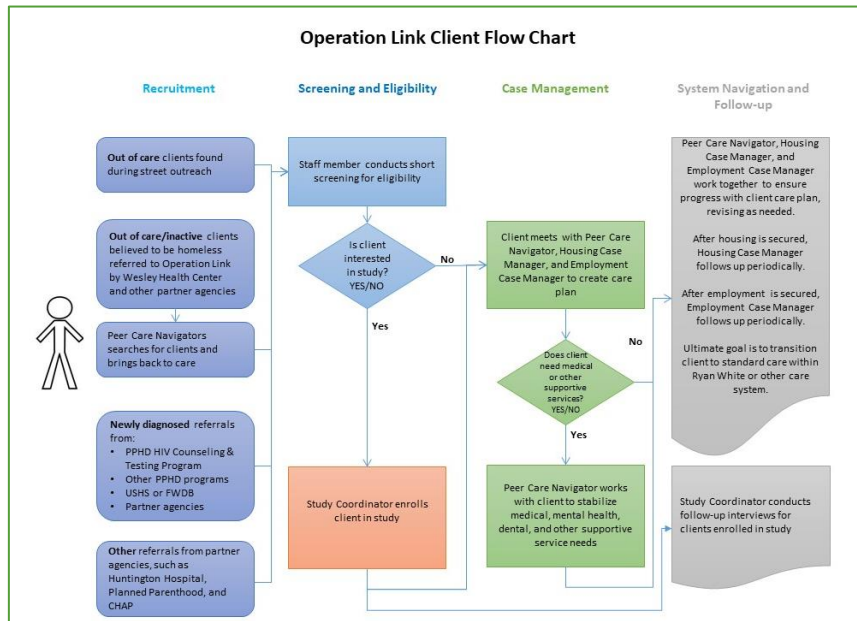 Operation Link Client Flow Chart
Recruitment
Screening and Eligibility
Case Management
System Navigation and
Follow-up
Out of care clients found
during street outreach
Out of care/inactive clients
believed to be homeless
referred to Operation Link
by Wesley Health Center
and other partner agencies
Peer Care Navigators
searches for clients and
brings back to care
Newly diagnosed referrals
from:
• PPHD HIV Counseling &
Testing Program
• Other PPHD programs
• USHS or FWDB
• Partner agencies
Other referrals from partner
agencies, such as
Huntington Hospital,
Planned Parenthood, and
CHAP
Staff member conducts short
screening for eligibility
Is client
interested
in study?
YES/NO
No
Yes
Study Coordinator enrolls
client in study
Client meets with Peer Care
Navigator, Housing Case
Manager, and Employment
Case Manager to create care
plan
Does client
need medical
or other
supportive
services?
YES/NO
No
Yes
Peer Care Navigator works
with client to stabilize
medical, mental health,
dental, and other supportive
service needs
Peer Care Navigator, Housing
Case Manager, and
Employment Case Manager
work together to ensure
progress with client care plan,
revising as needed.
After housing is secured,
Housing Case Manager
follows up periodically.
After employment is secured,
Employment Case Manager
follows up periodically.
Ultimate goal is to transition
client to standard care within
Ryan White or other care
system.
Study Coordinator conducts
follow-up interviews for
clients enrolled in study